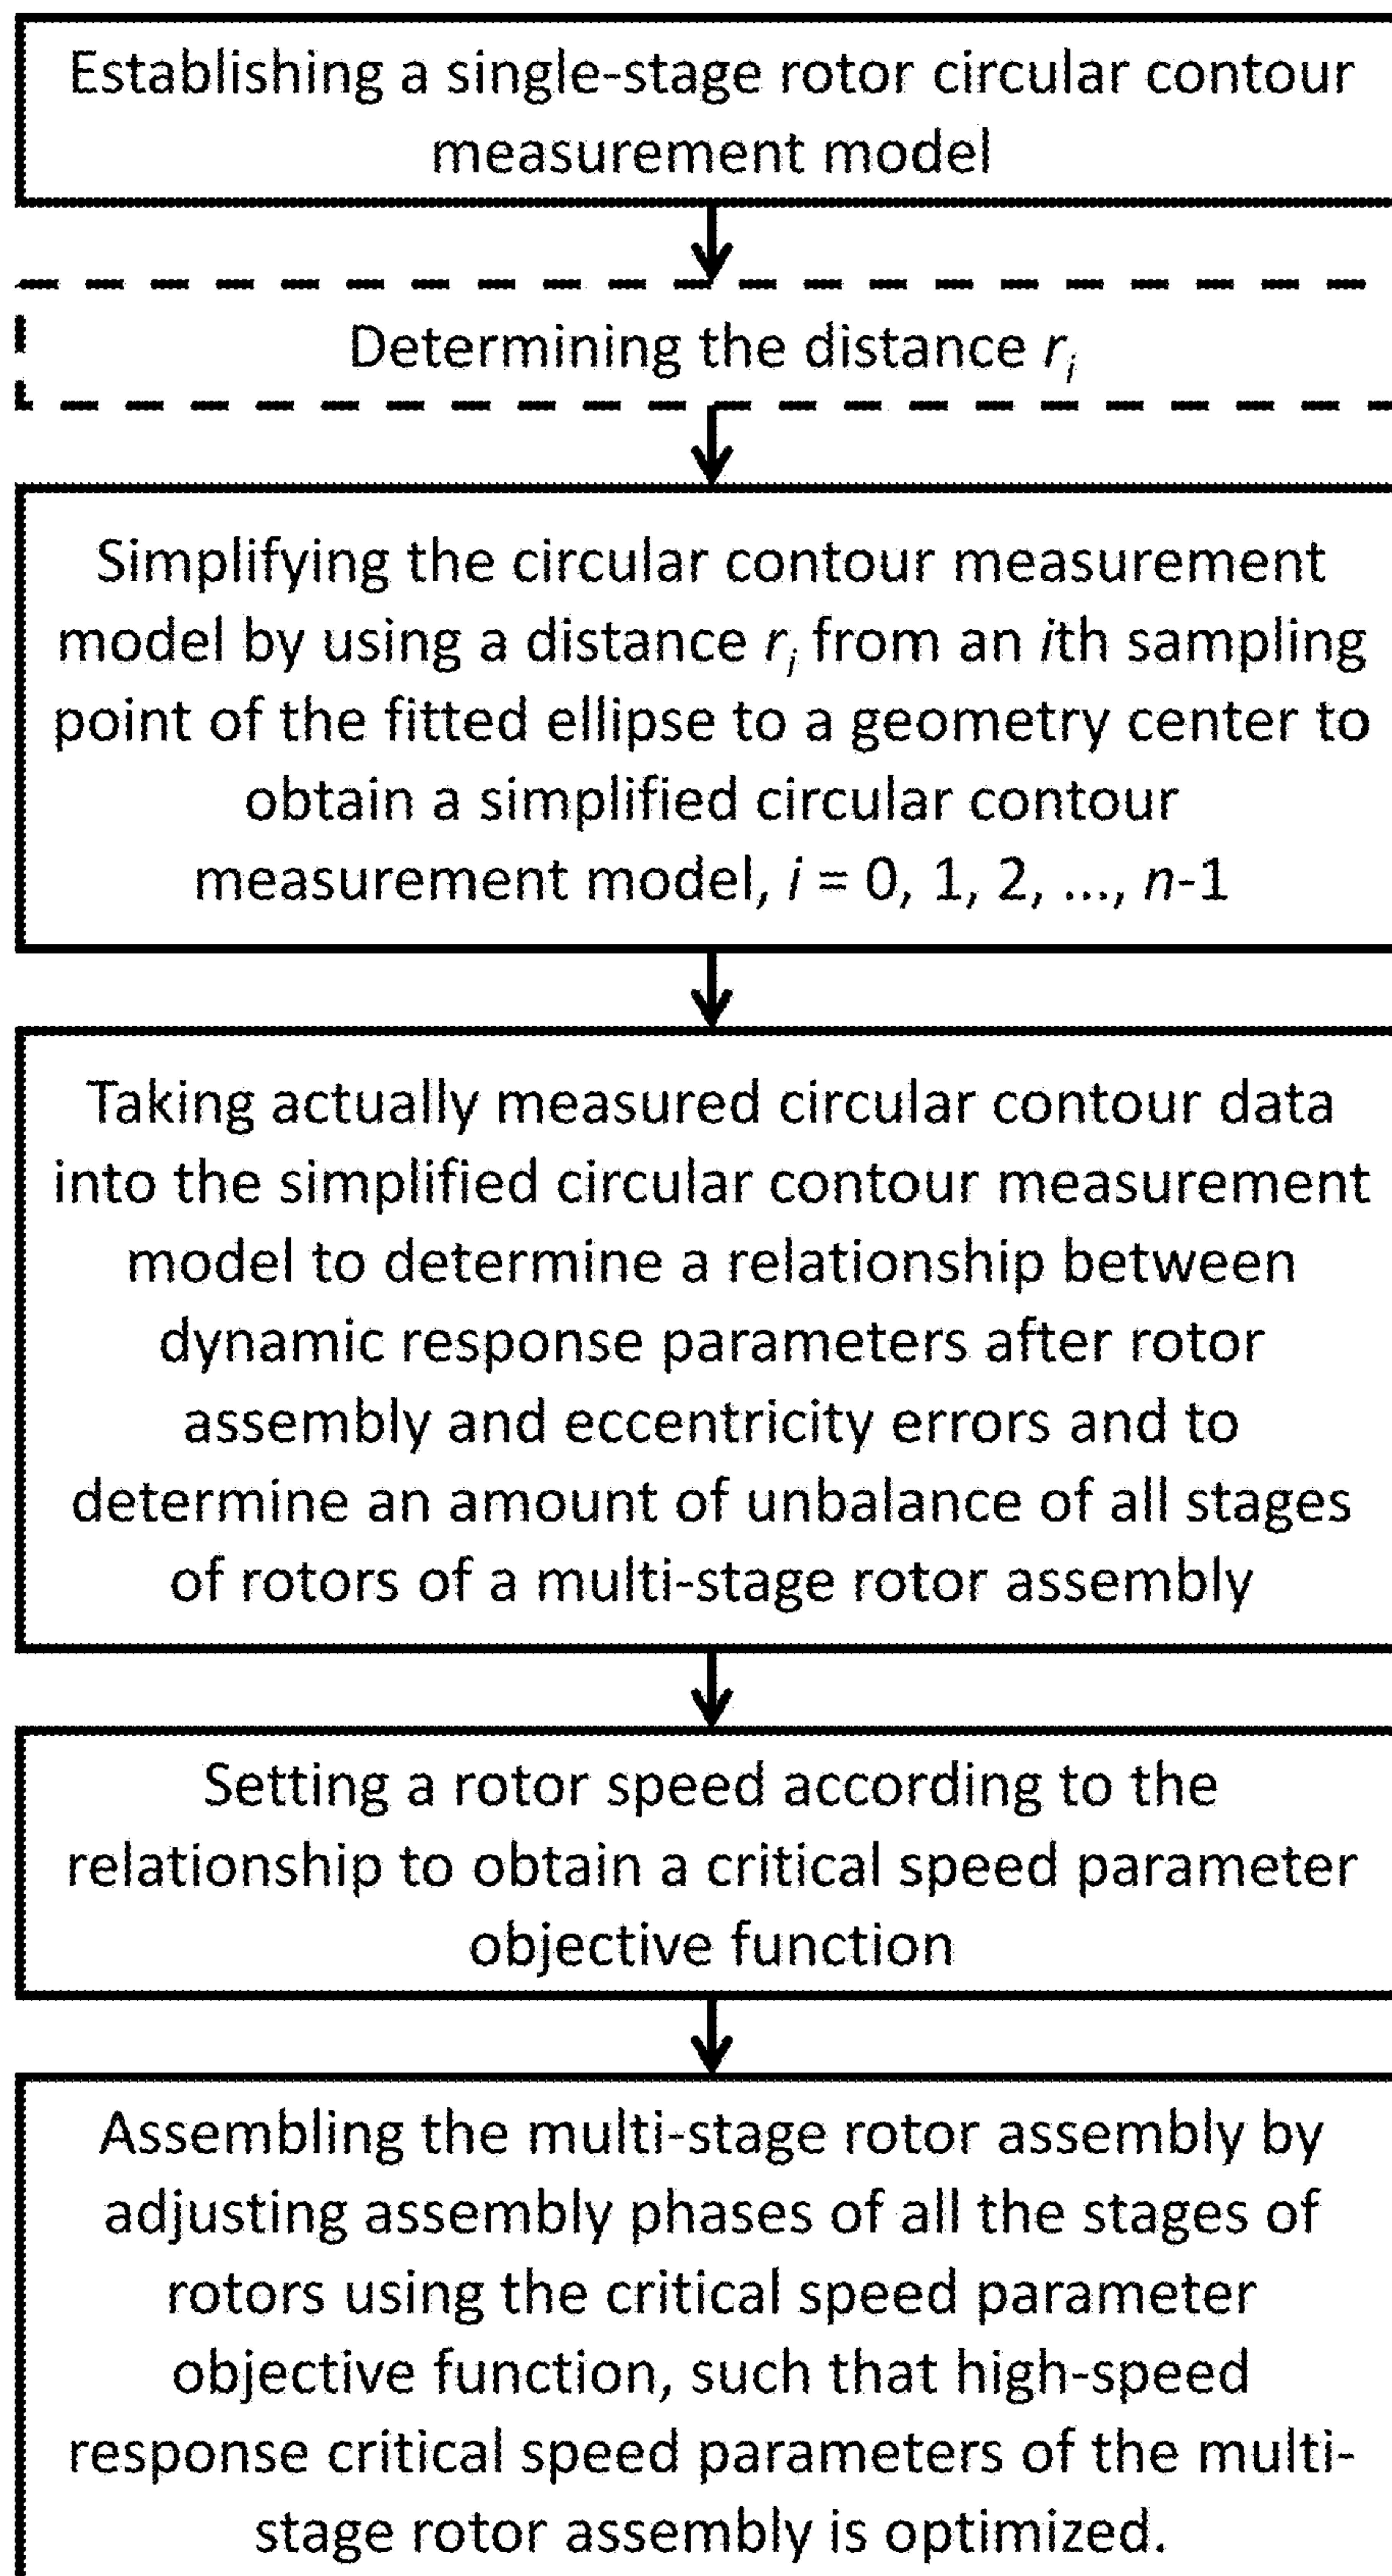 Establishing a single-stage rotor circular contour
measurement model
Determining the distance rᵢ
Simplifying the circular contour measurement
model by using a distance rᵢ from an ith sampling
point of the fitted ellipse to a geometry center to
obtain a simplified circular contour
measurement model, i = 0, 1, 2, ..., n-1
Taking actually measured circular contour data
into the simplified circular contour measurement
model to determine a relationship between
dynamic response parameters after rotor
assembly and eccentricity errors and to
determine an amount of unbalance of all stages
of rotors of a multi-stage rotor assembly
Setting a rotor speed according to the
relationship to obtain a critical speed parameter
objective function
Assembling the multi-stage rotor assembly by
adjusting assembly phases of all the stages of
rotors using the critical speed parameter
objective function, such that high-speed
response critical speed parameters of the multi-
stage rotor assembly is optimized.